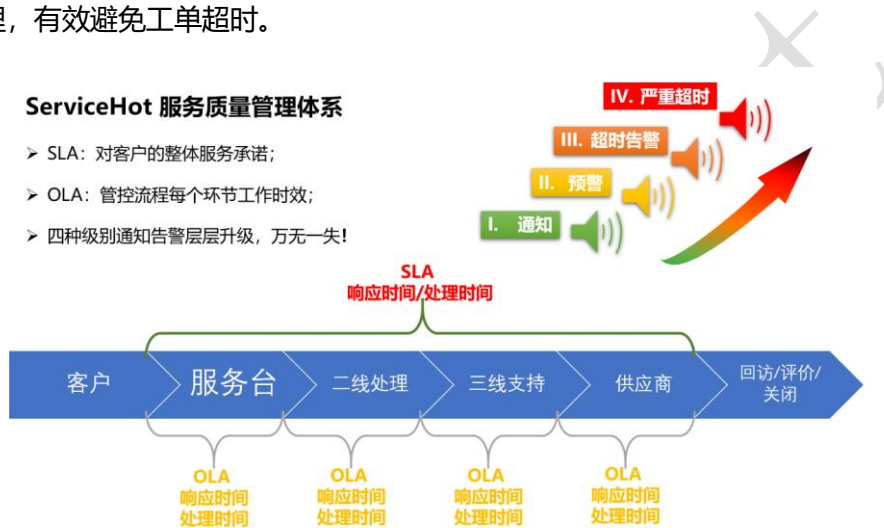 理，有效避免工单超时。
ServiceHot 服务质量管理体系
➢ SLA：对客户的整体服务承诺；
➢ OLA：管控流程每个环节工作时效；
➢ 四种级别通知告警层层升级，万无一失！
IV. 严重超时
III. 超时告警
II. 预警
I. 通知
SLA
响应时间/处理时间
客户
服务台
二线处理
三线支持
供应商
回访/评价/
关闭
OLA
响应时间
处理时间
OLA
响应时间
处理时间
OLA
响应时间
处理时间
OLA
响应时间
处理时间